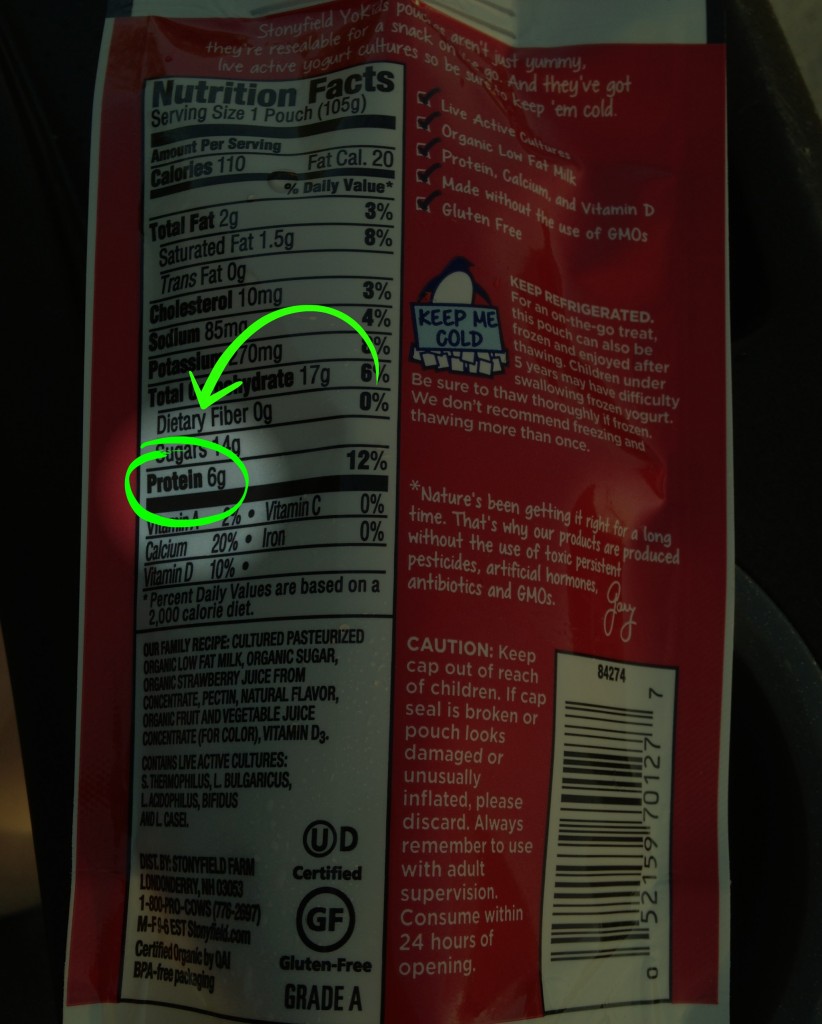 Stonyfield YoKids pouches aren't just yummy,
they're resealable for a snack on the go. And they've got
live active yogurt cultures so be sure to keep 'em cold.
Nutrition Facts
Serving Size 1 Pouch (105g)
Amount Per Serving
Calories 110 Fat Cal. 20
% Daily Value*
Total Fat 2g 3%
Saturated Fat 1.5g 8%
Trans Fat 0g
Cholesterol 10mg 3%
Sodium 85mg 4%
Potassium 270mg
Total Carbohydrate 17g 6%
Dietary Fiber 0g 0%
Sugars 14g
Protein 6g 12%
Vitamin A 2% • Vitamin C 0%
Calcium 20% • Iron 0%
Vitamin D 10% •
*Percent Daily Values are based on a
2,000 calorie diet.
OUR FAMILY RECIPE: CULTURED PASTEURIZED
ORGANIC LOW FAT MILK, ORGANIC SUGAR,
ORGANIC STRAWBERRY JUICE FROM
CONCENTRATE, PECTIN, NATURAL FLAVOR,
ORGANIC FRUIT AND VEGETABLE JUICE
CONCENTRATE (FOR COLOR), VITAMIN D3.
CONTAINS LIVE ACTIVE CULTURES:
S. THERMOPHILUS, L. BULGARICUS,
L. ACIDOPHILUS, BIFIDUS
AND L. CASEI.
DIST. BY: STONYFIELD FARM
LONDONDERRY, NH 03053
1-800-PRO-COWS (776-2697)
M-F 9-5 EST Stonyfield.com
Certified Organic by QAI
BPA-free packaging
UD
Certified
GF
Gluten-Free
GRADE A
Live Active Cultures
Organic Low Fat Milk
Protein, Calcium, and Vitamin D
Made without the use of GMOs
Gluten Free
KEEP ME
COLD
KEEP REFRIGERATED.
For an on-the-go treat,
this pouch can also be
frozen and enjoyed after
thawing. Children under
5 years may have difficulty
swallowing frozen yogurt.
Be sure to thaw thoroughly if frozen.
We don't recommend freezing and
thawing more than once.
*Nature's been getting it right for a long
time. That's why our products are produced
without the use of toxic persistent
pesticides, artificial hormones,
antibiotics and GMOs.
Gary
CAUTION: Keep
cap out of reach
of children. If cap
seal is broken or
pouch looks
damaged or
unusually
inflated, please
discard. Always
remember to use
with adult
supervision.
Consume within
24 hours of
opening.
84274
0 52159 70127 7